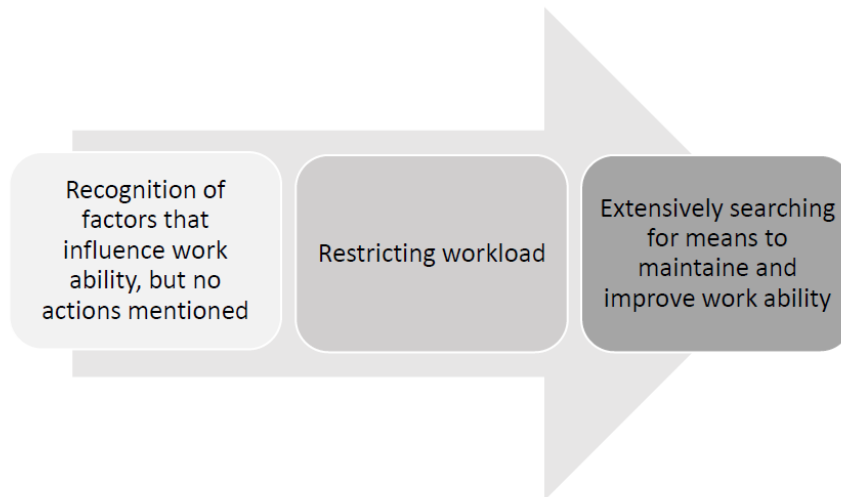 Recognition of
factors that
influence work
ability, but no
actions mentioned
Restricting workload
Extensively searching
for means to
maintaine and
improve work ability